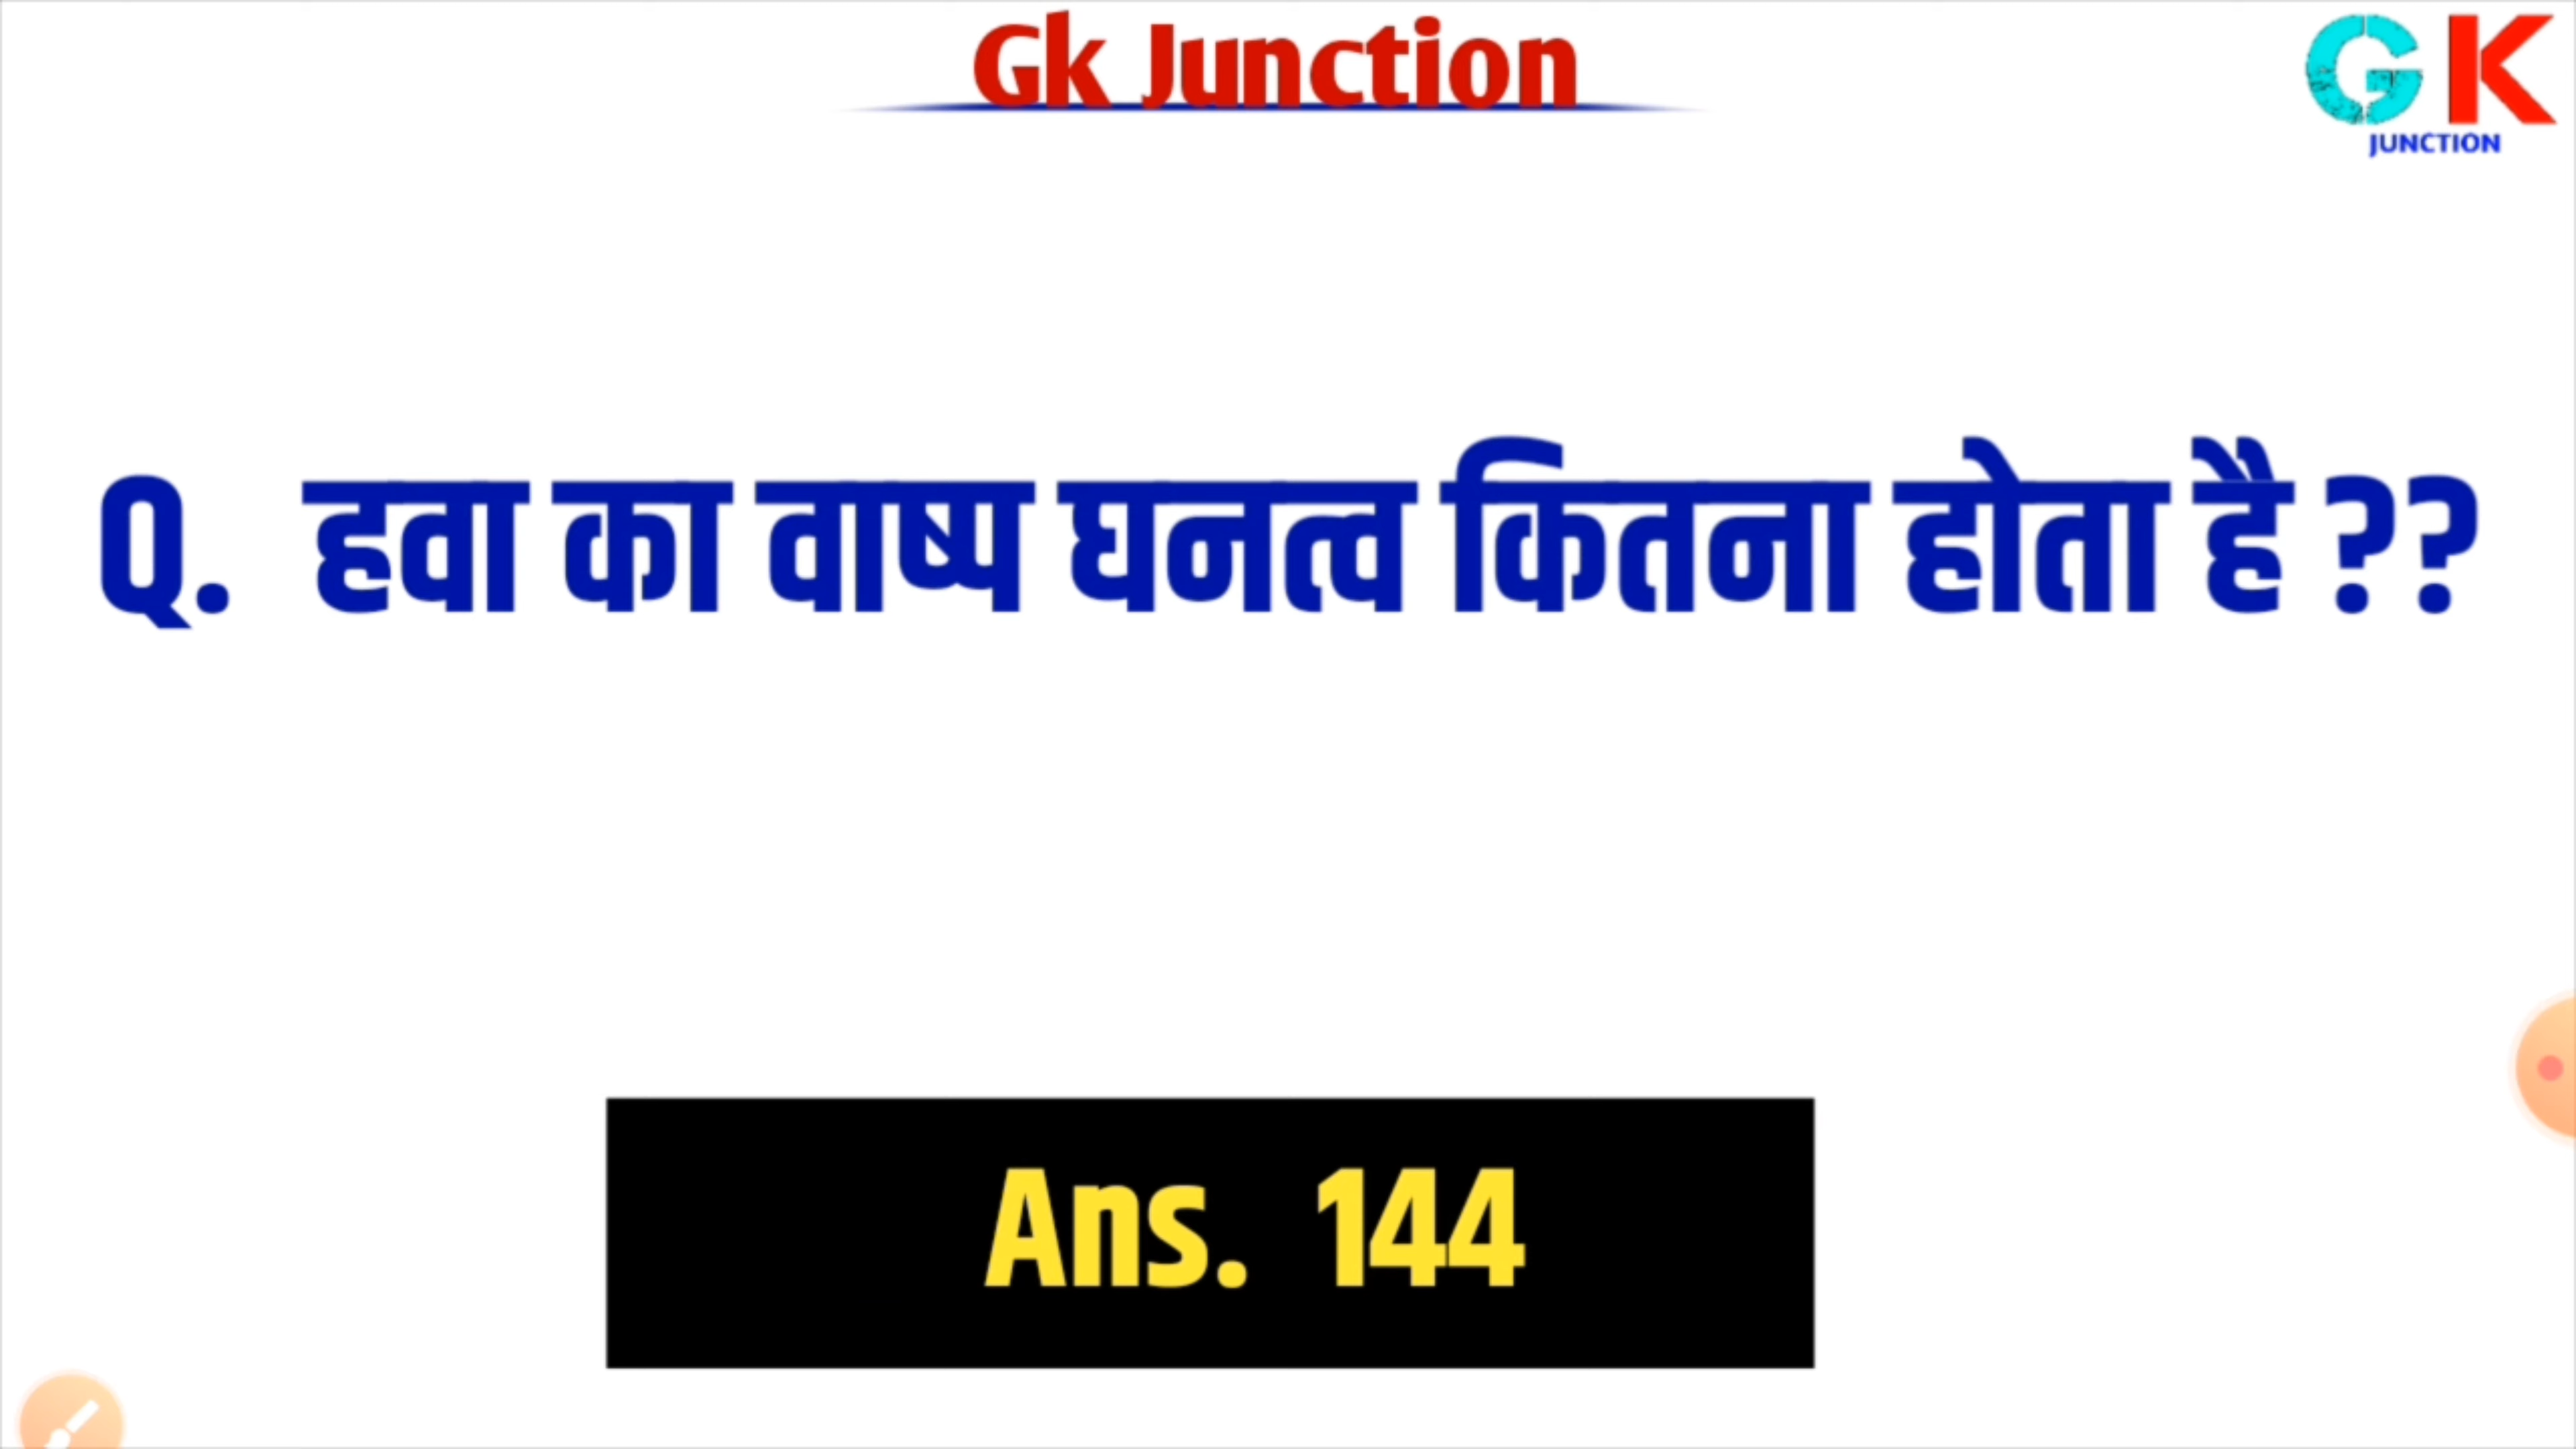 Gk Junction
GK
JUNCTION
Q. हवा का वाष्प घनत्व कितना होता है ??
Ans. 144